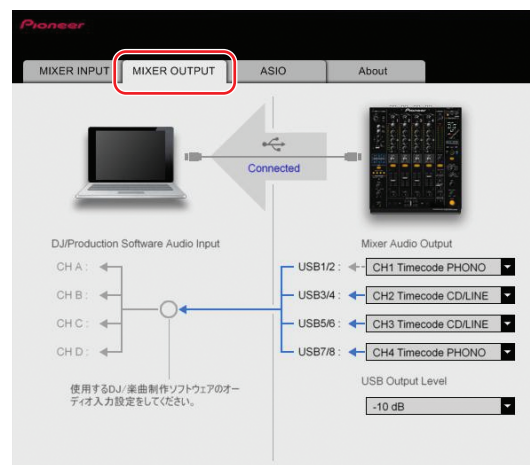 Pioneer
MIXER INPUT MIXER OUTPUT ASIO About
Connected
DJ/Production Software Audio Input
Mixer Audio Output
CH A : USB1/2 : CH1 Timecode PHONO
CH B : USB3/4 : CH2 Timecode CD/LINE
CH C : USB5/6 : CH3 Timecode CD/LINE
CH D : USB7/8 : CH4 Timecode PHONO
使用するDJ/楽曲制作ソフトウェアのオー
ディオ入力設定をしてください。
USB Output Level
-10 dB